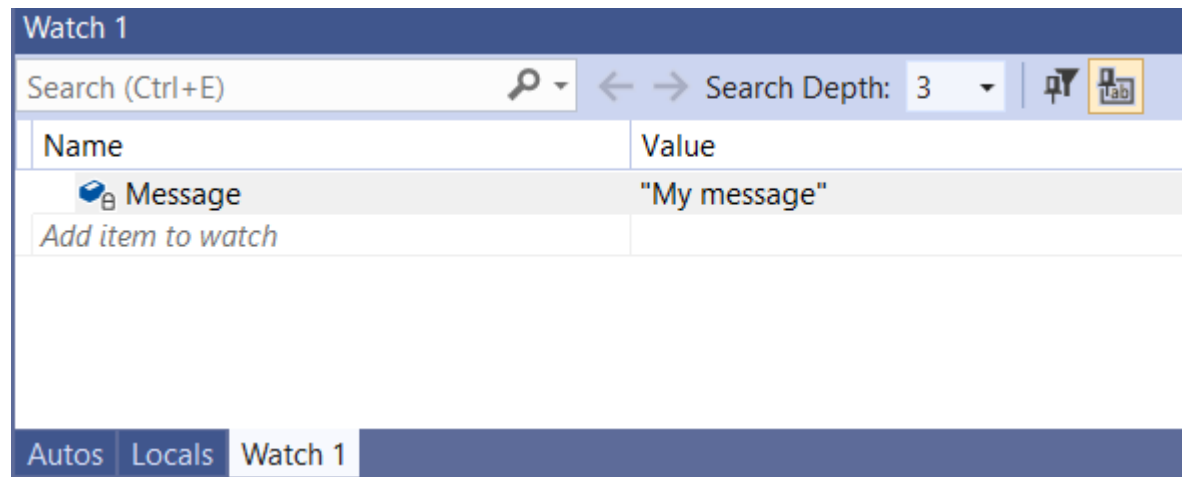 Watch 1
Search (Ctrl+E) Search Depth: 3 Tab
Name Value
Message "My message"
Add item to watch
Autos Locals Watch 1